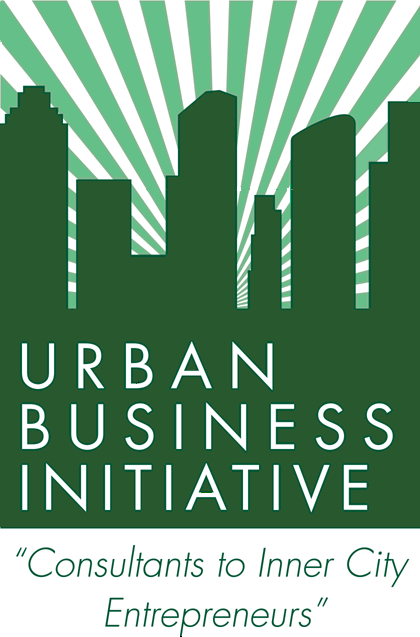 URBAN
BUSINESS
INITIATIVE
“Consultants to Inner City
Entrepreneurs”